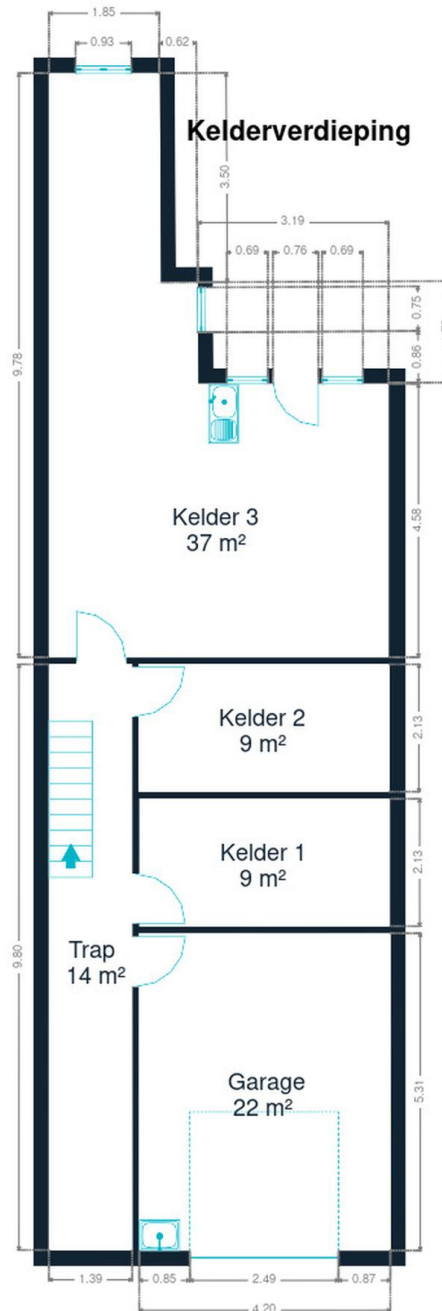 1.85
0.93
0.62
Kelderverdieping
3.50
3.19
0.69
0.76
0.69
0.75
0.86
9.78
Kelder 3
37 m²
4.58
Kelder 2
9 m²
2.13
Kelder 1
9 m²
2.13
Trap
14 m²
9.80
Garage
22 m²
5.31
1.39
0.85
2.49
0.87
4.20